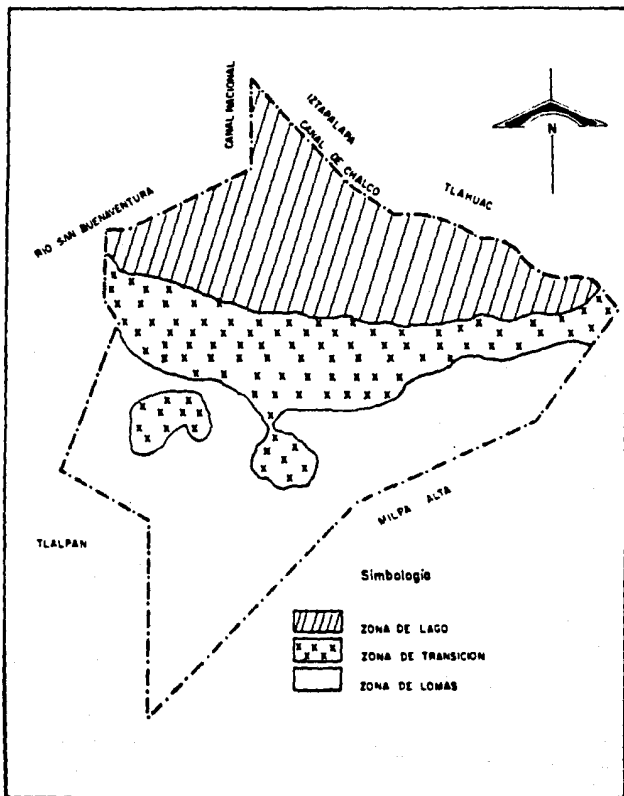 CANAL NACIONAL
IZTAPALAPA
CANAL DE CHALCO
N
TLAHUAC
RIO SAN BUENAVENTURA
MILPA ALTA
TLALPAN
Simbología
ZONA DE LAGO
ZONA DE TRANSICION
ZONA DE LOMAS